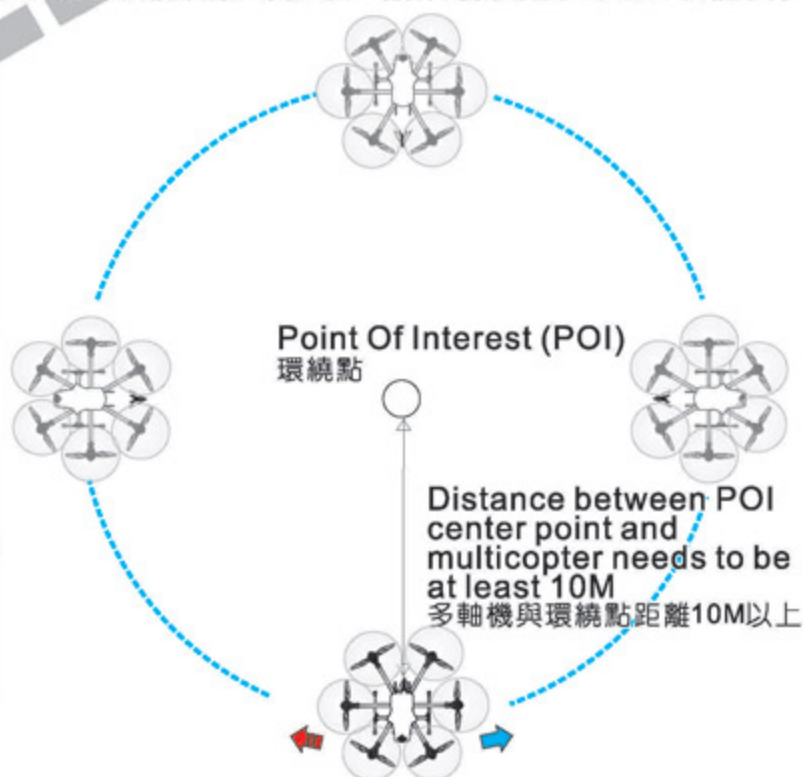 Point Of Interest (POI)
環繞點
Distance between POI
center point and
multicopter needs to be
at least 10M
多軸機與環繞點距離10M以上